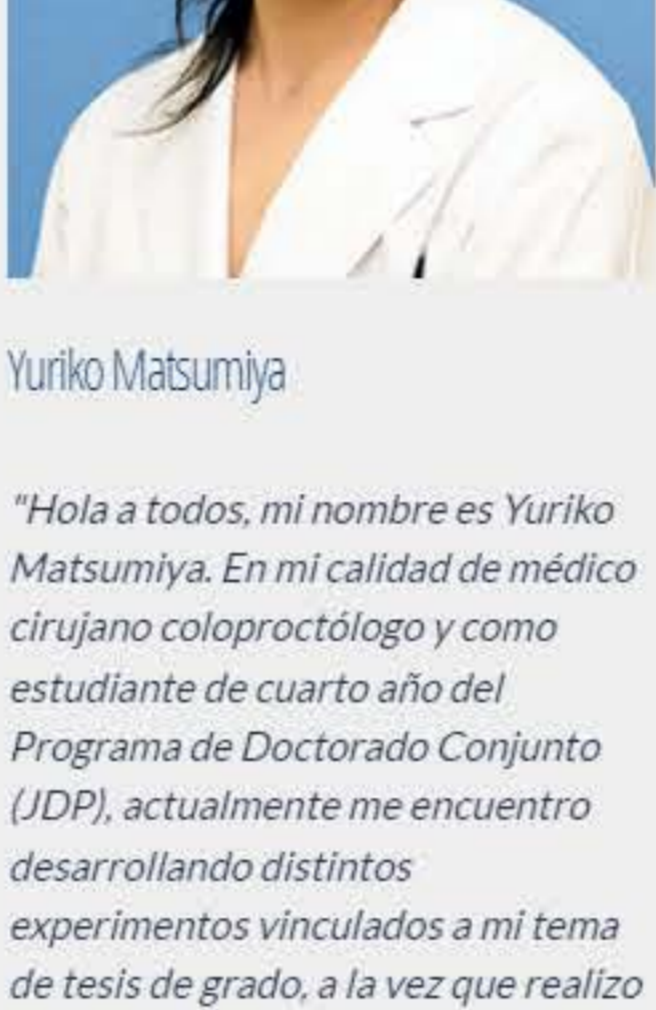 Yuriko Matsumiya
"Hola a todos, mi nombre es Yuriko
Matsumiya. En mi calidad de médico
cirujano coloproctólogo y como
estudiante de cuarto año del
Programa de Doctorado Conjunto
(JDP), actualmente me encuentro
desarrollando distintos
experimentos vinculados a mi tema
de tesis de grado, a la vez que realizo